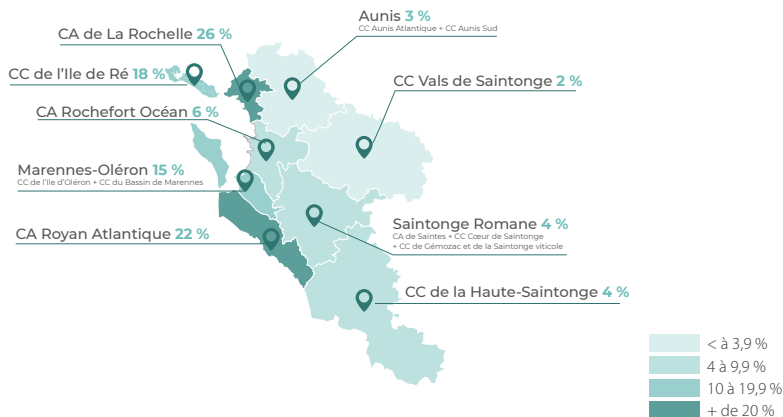 Aunis 3 %
CC Aunis Atlantique + CC Aunis Sud
CA de La Rochelle 26 %
CC de l'Ile de Ré 18 %
CC Vals de Saintonge 2 %
CA Rochefort Océan 6 %
Marennes-Oléron 15 %
CC de l'Ile d'Oléron + CC du Bassin de Marennes
Saintonge Romane 4 %
CA de Saintes + CC Cœur de Saintonge
+ CC de Gémozac et de la Saintonge viticole
CA Royan Atlantique 22 %
CC de la Haute-Saintonge 4 %
< à 3,9 %
4 à 9,9 %
10 à 19,9 %
+ de 20 %